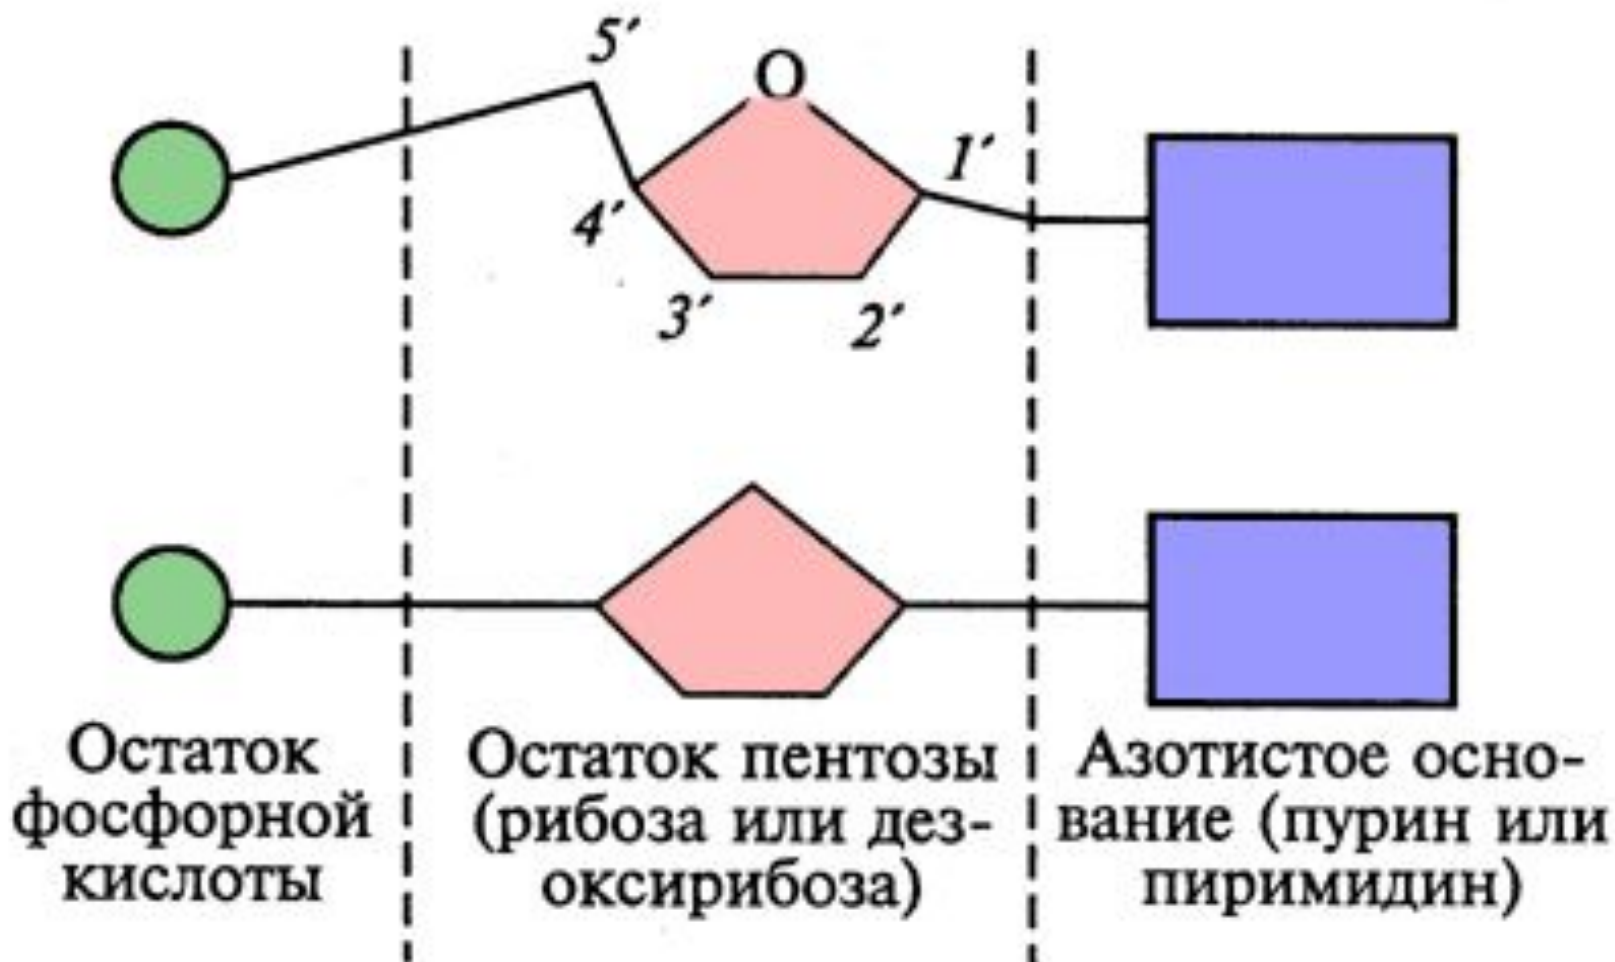 5′
O
1′
4′
3′
2′
Остаток
фосфорной
кислоты
Остаток пентозы
(рибоза или дез-
оксирибоза)
Азотистое осно-
вание (пурин или
пиримидин)